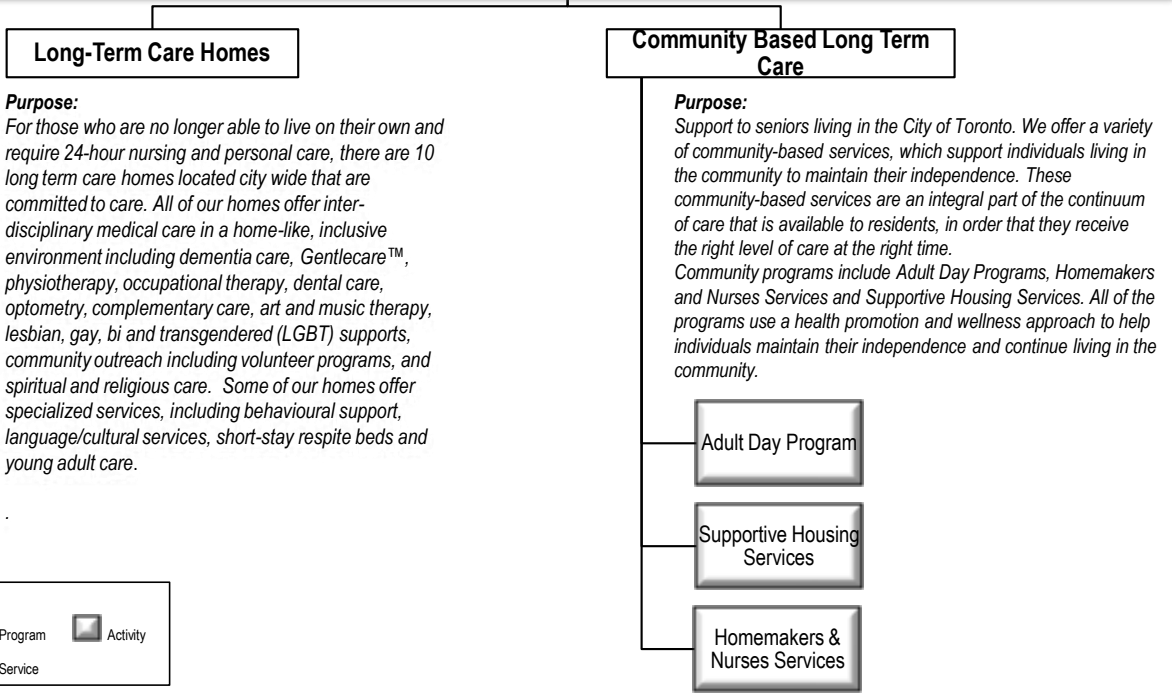 Long-Term Care Homes
Purpose:
For those who are no longer able to live on their own and
require 24-hour nursing and personal care, there are 10
long term care homes located city wide that are
committed to care. All of our homes offer inter-
disciplinary medical care in a home-like, inclusive
environment including dementia care, Gentlecare™,
physiotherapy, occupational therapy, dental care,
optometry, complementary care, art and music therapy,
lesbian, gay, bi and transgendered (LGBT) supports,
community outreach including volunteer programs, and
spiritual and religious care.  Some of our homes offer
specialized services, including behavioural support,
language/cultural services, short-stay respite beds and
young adult care.
.
Community Based Long Term
Care
Purpose:
Support to seniors living in the City of Toronto. We offer a variety
of community-based services, which support individuals living in
the community to maintain their independence. These
community-based services are an integral part of the continuum
of care that is available to residents, in order that they receive
the right level of care at the right time.
Community programs include Adult Day Programs, Homemakers
and Nurses Services and Supportive Housing Services. All of the
programs use a health promotion and wellness approach to help
individuals maintain their independence and continue living in the
community.
Adult Day Program
Supportive Housing
Services
Homemakers &
Nurses Services
Program
Activity
Service